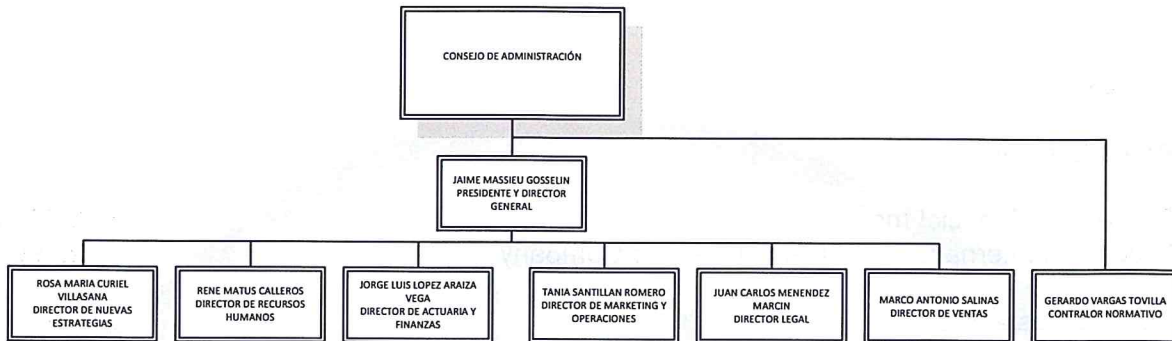 CONSEJO DE ADMINISTRACIÓN
JAIME MASSIEU GOSSELIN
PRESIDENTE Y DIRECTOR
GENERAL
ROSA MARIA CURIEL
VILLASANA
DIRECTOR DE NUEVAS
ESTRATEGIAS
RENE MATUS CALLEROS
DIRECTOR DE RECURSOS
HUMANOS
JORGE LUIS LOPEZ ARAIZA
VEGA
DIRECTOR DE ACTUARIA Y
FINANZAS
TANIA SANTILLAN ROMERO
DIRECTOR DE MARKETING Y
OPERACIONES
JUAN CARLOS MENENDEZ
MARCIN
DIRECTOR LEGAL
MARCO ANTONIO SALINAS
DIRECTOR DE VENTAS
GERARDO VARGAS TOVILLA
CONTRALOR NORMATIVO